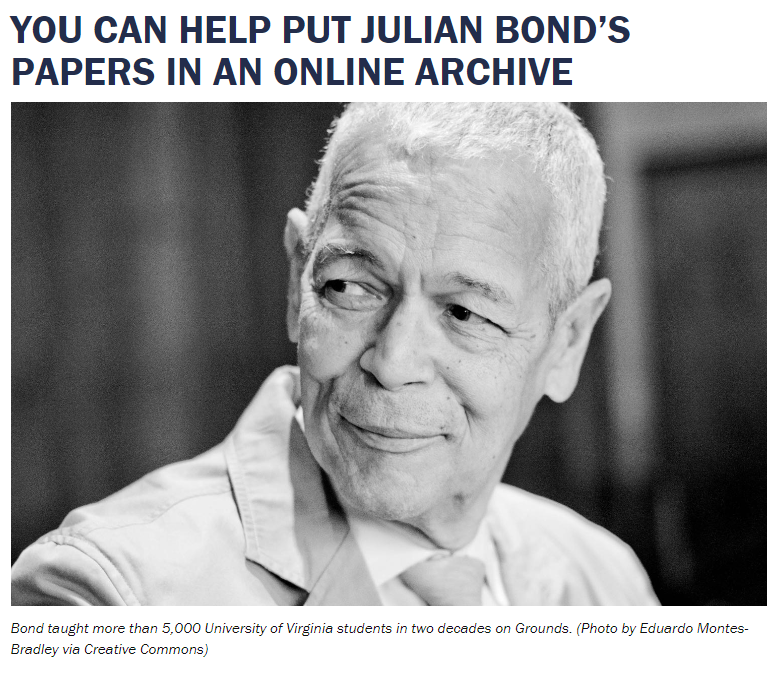 YOU CAN HELP PUT JULIAN BOND’S
PAPERS IN AN ONLINE ARCHIVE
Bond taught more than 5,000 University of Virginia students in two decades on Grounds. (Photo by Eduardo Montes-
Bradley via Creative Commons)